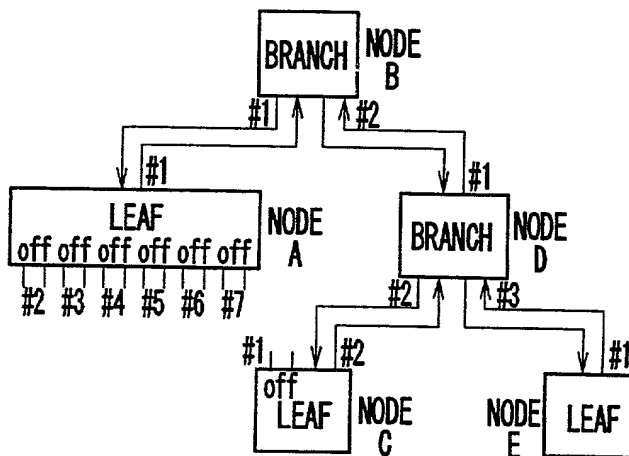 BRANCH
NODE
B
#1
#2
#1
#1
LEAF
NODE
A
off off off off off off
#2 #3 #4 #5 #6 #7
BRANCH
NODE
D
#2
#3
#1
#2
#1
off
LEAF
NODE
C
NODE
E
LEAF